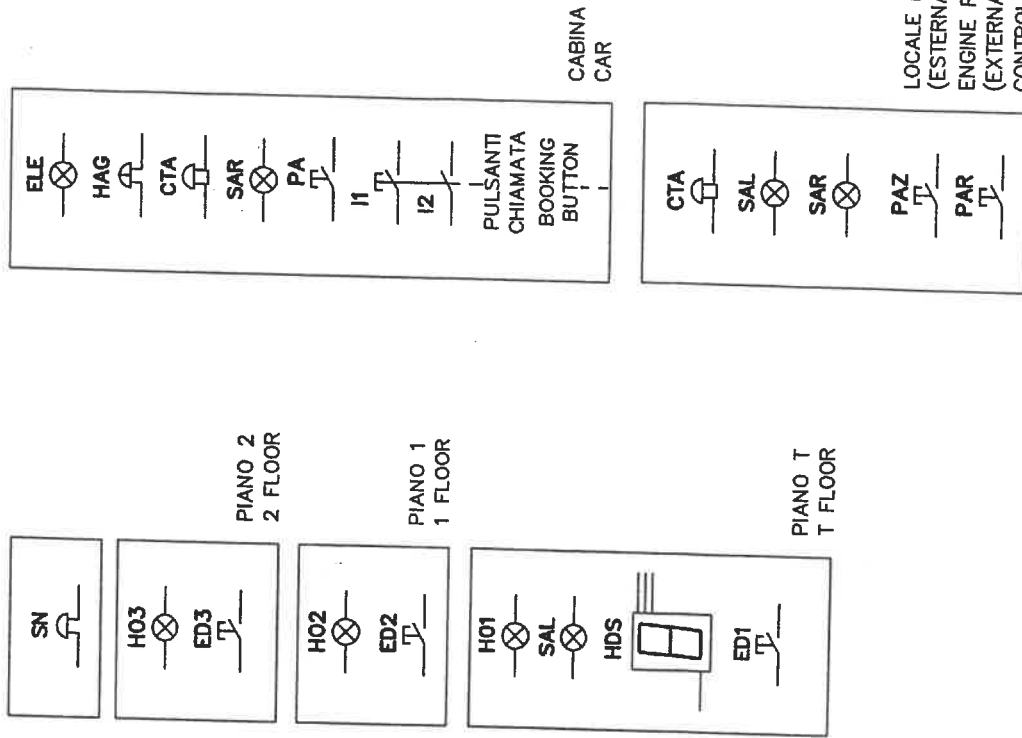 SN
HO3
ED3
PIANO 2
2 FLOOR
HO2
ED2
PIANO 1
1 FLOOR
HO1
SAL
HDS
ED1
PIANO T
T FLOOR
ELE
HAG
CTA
SAR
PA
I1
I2
PULSANTI
CHIAMATA
BOOKING
BUTTON
CABINA
CAR
CTA
SAL
SAR
PAZ
PAR
LOCALE
(ESTERNA
ENGINE
(EXTERNA
CONTROL